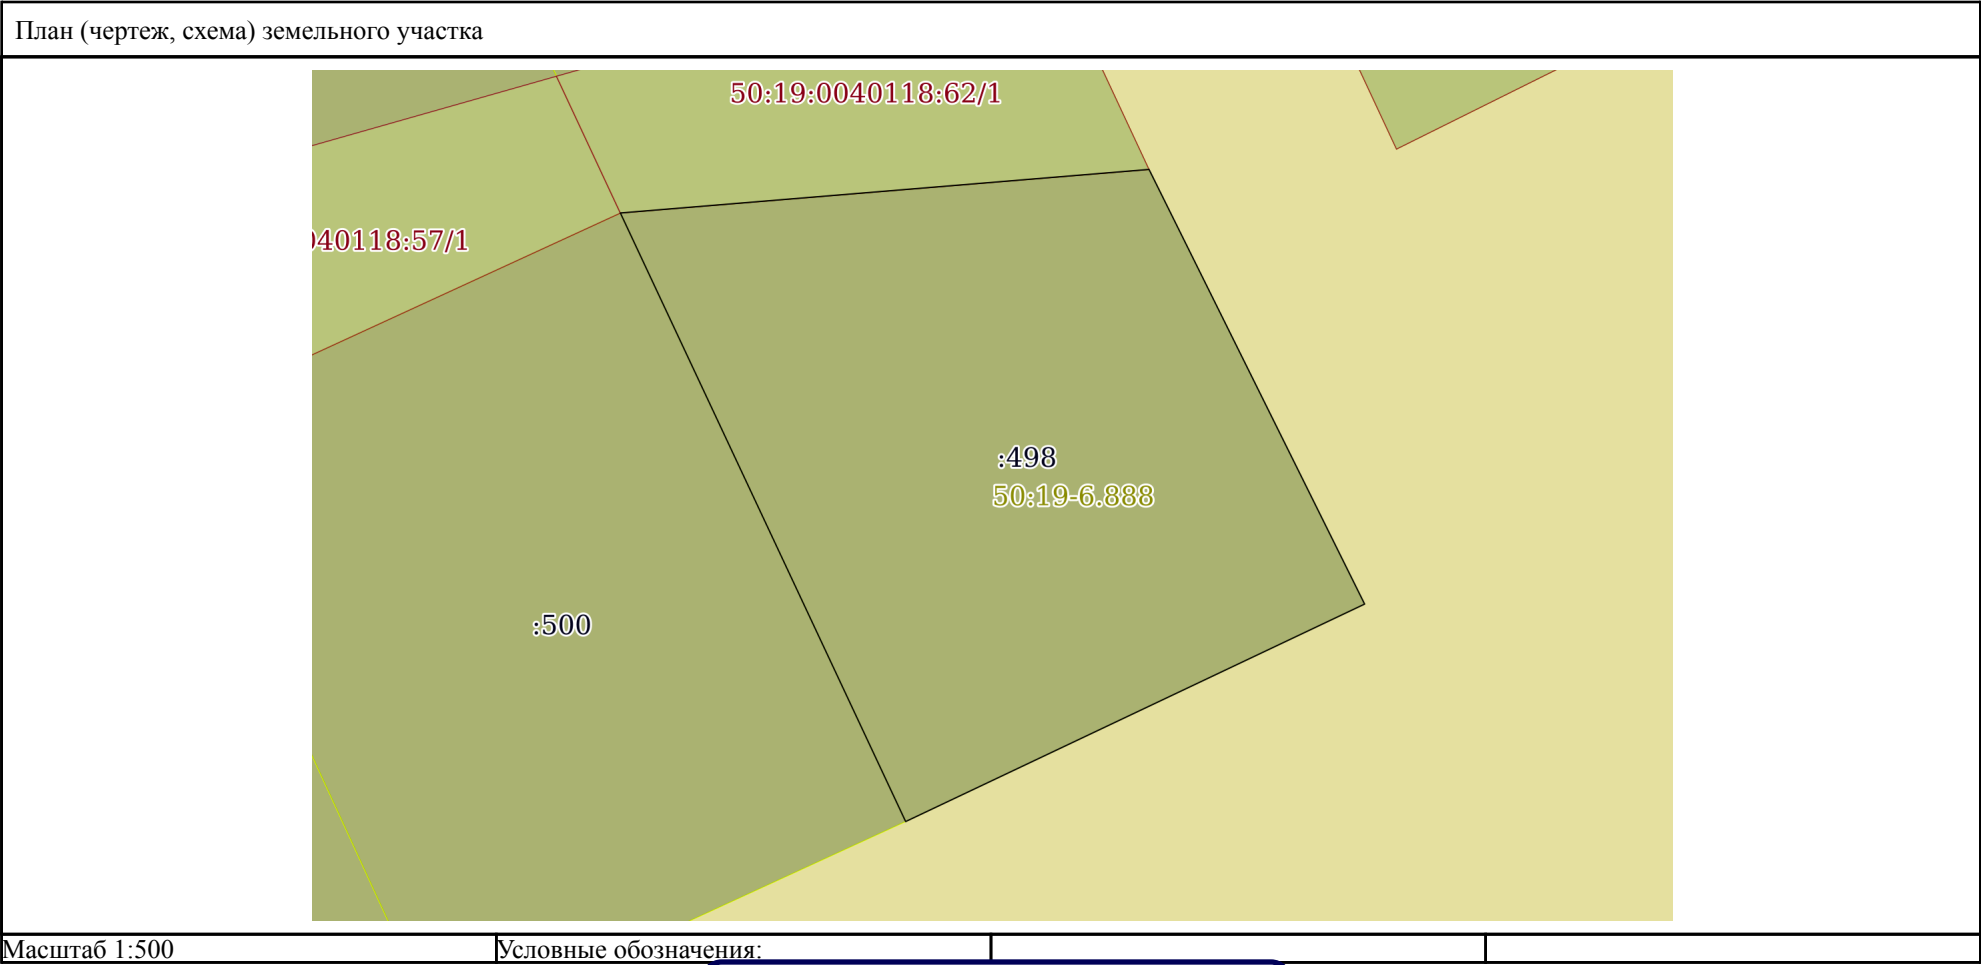 План (чертеж, схема) земельного участка
50:19:0040118:62/1
040118:57/1
:498
50:19-6.888
:500
Масштаб 1:500
Условные обозначения: